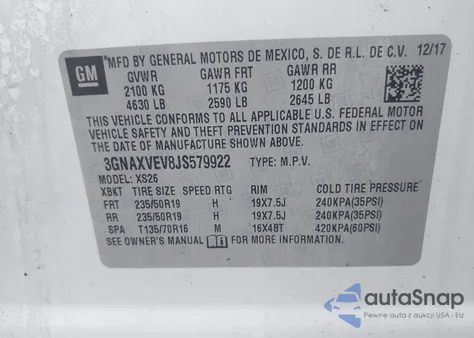 GM
MFD BY GENERAL MOTORS DE MEXICO, S. DE R.L. DE C.V. 12/17
GVWR GAWR FRT GAWR RR
2100 KG 1175 KG 1200 KG
4630 LB 2590 LB 2645 LB
THIS VEHICLE CONFORMS TO ALL APPLICABLE U.S. FEDERAL MOTOR
VEHICLE SAFETY AND THEFT PREVENTION STANDARDS IN EFFECT ON
THE DATE OF MANUFACTURE SHOWN ABOVE.
3GNAXVEV8JS579922 TYPE: M.P.V.
MODEL: XS26
XBKT TIRE SIZE SPEED RTG RIM COLD TIRE PRESSURE
FRT 235/50R19 H 19X7.5J 240KPA(35PSI)
RR 235/50R19 H 19X7.5J 240KPA(35PSI)
SPA T135/70R16 M 16X4BT 420KPA(60PSI)
SEE OWNER'S MANUAL FOR MORE INFORMATION
autoSnap
Pewne auta z aukcji USA i EU